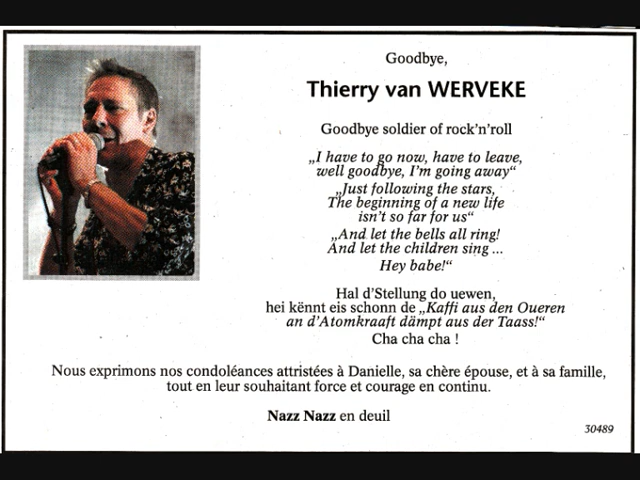 Goodbye,
Thierry van WERVEKE
Goodbye soldier of rock'n'roll
„I have to go now, have to leave,
well goodbye, I'm going away“
„Just following the stars,
The beginning of a new life
isn't so far for us“
„And let the bells all ring!
And let the children sing ...
Hey babe!“
Hal d'Stellung do uewen,
hei kënnt eis schonn de „Kaffi aus den Oueren
an d'Atomkraaft dämpt aus der Taass!“
Cha cha cha !
Nous exprimons nos condoléances attristées à Danielle, sa chère épouse, et à sa famille,
tout en leur souhaitant force et courage en continu.
Nazz Nazz en deuil
30489